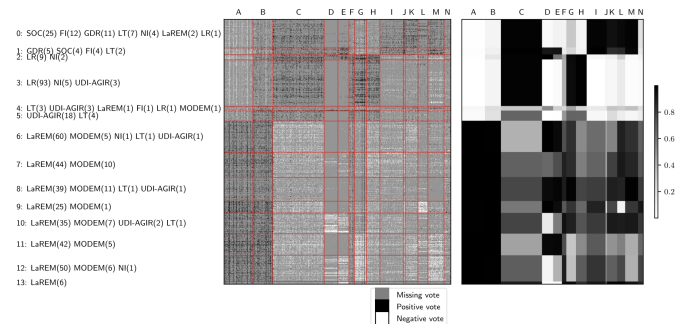 A B C D E F G H I J K L M N
A B C D E F G H I J K L M N
0: SOC(25) FI(12) GDR(11) LT(7) NI(4) LaREM(2) LR(1)
1: GDR(5) SOC(4) FI(4) LT(2)
2: LR(9) NI(2)
3: LR(93) NI(5) UDI-AGIR(3)
4: LT(3) UDI-AGIR(3) LaREM(1) FI(1) LR(1) MODEM(1)
5: UDI-AGIR(18) LT(4)
6: LaREM(60) MODEM(5) NI(1) LT(1) UDI-AGIR(1)
7: LaREM(44) MODEM(10)
8: LaREM(39) MODEM(11) LT(1) UDI-AGIR(1)
9: LaREM(25) MODEM(1)
10: LaREM(35) MODEM(7) UDI-AGIR(2) LT(1)
11: LaREM(42) MODEM(5)
12: LaREM(50) MODEM(6) NI(1)
13: LaREM(6)
0.8
0.6
0.4
0.2
Missing vote
Positive vote
Negative vote